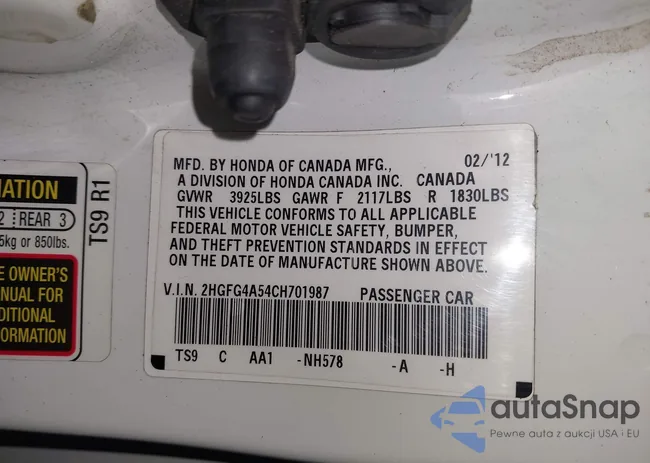 MFD. BY HONDA OF CANADA MFG., 02/'12
A DIVISION OF HONDA CANADA INC. CANADA
GVWR 3925LBS GAWR F 2117LBS R 1830LBS
THIS VEHICLE CONFORMS TO ALL APPLICABLE
FEDERAL MOTOR VEHICLE SAFETY, BUMPER,
AND THEFT PREVENTION STANDARDS IN EFFECT
ON THE DATE OF MANUFACTURE SHOWN ABOVE.
V.I.N. 2HGFG4A54CH701987 PASSENGER CAR
TS9 C AA1 -NH578 -A -H
MATION
2 REAR 3
5kg or 850lbs.
E OWNER'S
NUAL FOR
DITIONAL
ORMATION
TS9 R1
autaSnap
Pewne auta z aukcji USA i EU